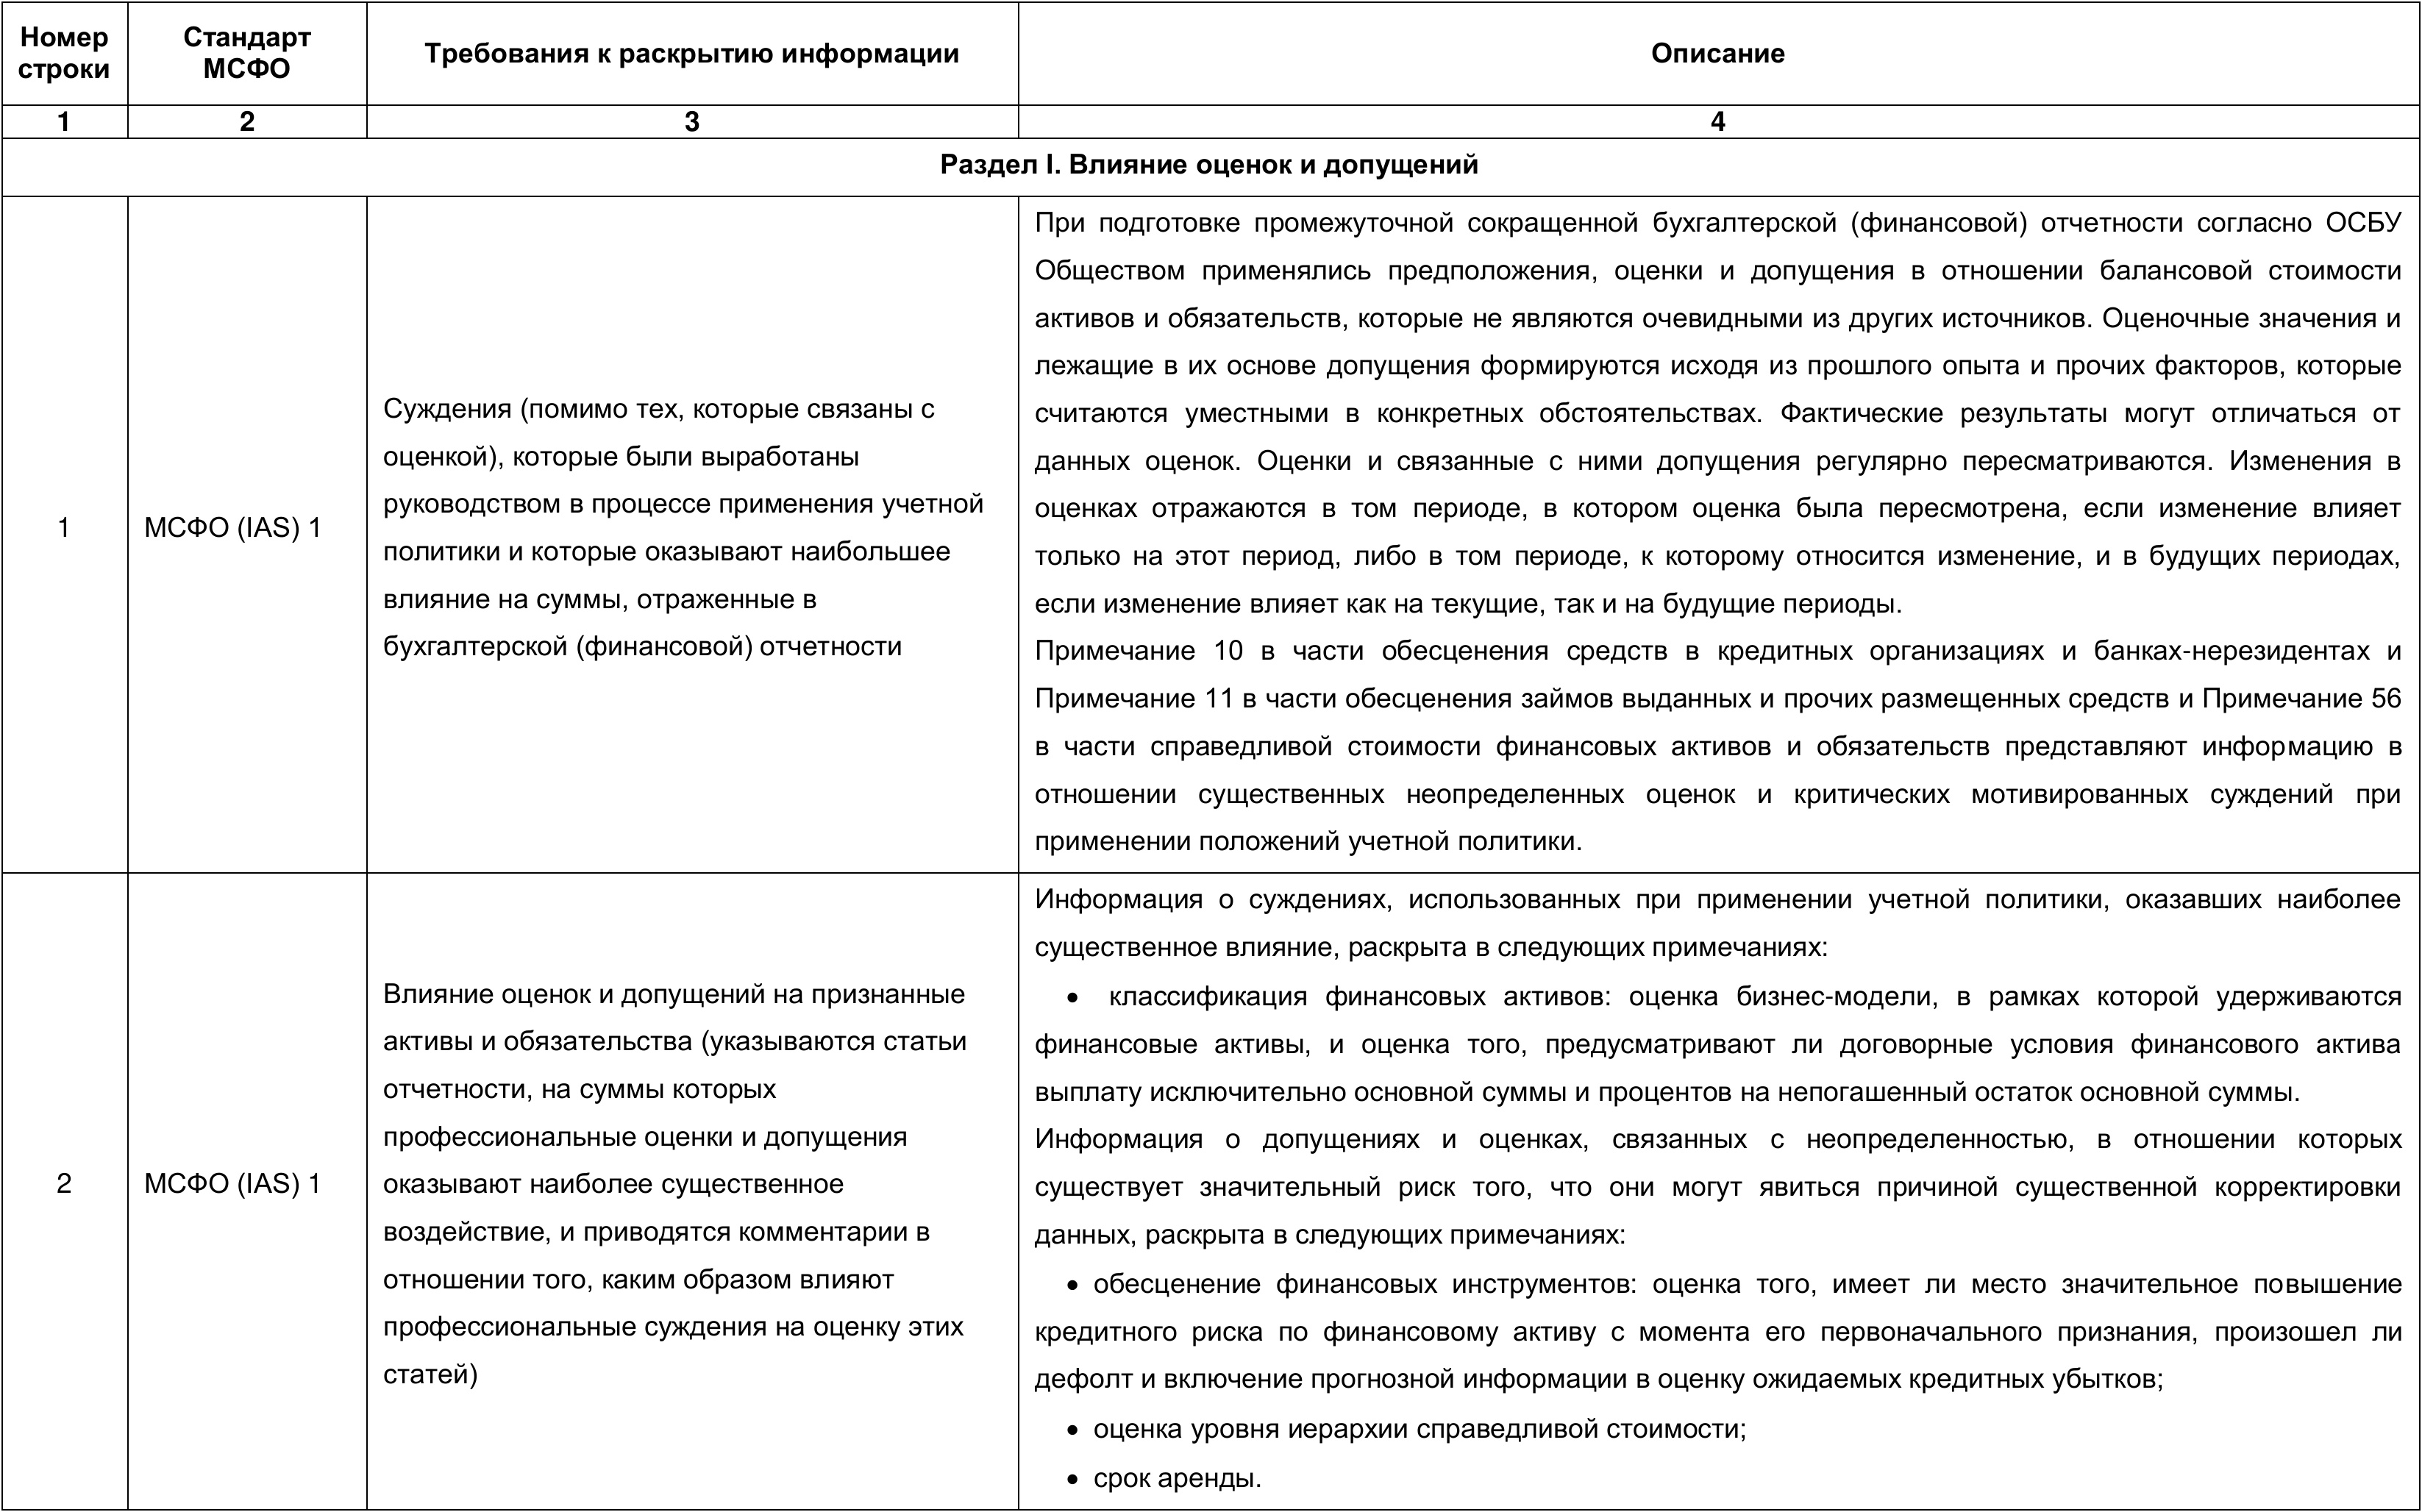 Номер строки
Стандарт МСФО
Требования к раскрытию информации
Описание
1
2
3
4
Раздел I. Влияние оценок и допущений
1
МСФО (IAS) 1
Суждения (помимо тех, которые связаны с
оценкой), которые были выработаны
руководством в процессе применения учетной
политики и которые оказывают наибольшее
влияние на суммы, отраженные в
бухгалтерской (финансовой) отчетности
При подготовке промежуточной сокращенной бухгалтерской (финансовой) отчетности согласно ОСБУ
Обществом применялись предположения, оценки и допущения в отношении балансовой стоимости
активов и обязательств, которые не являются очевидными из других источников. Оценочные значения и
лежащие в их основе допущения формируются исходя из прошлого опыта и прочих факторов, которые
считаются уместными в конкретных обстоятельствах. Фактические результаты могут отличаться от
данных оценок. Оценки и связанные с ними допущения регулярно пересматриваются. Изменения в
оценках отражаются в том периоде, в котором оценка была пересмотрена, если изменение влияет
только на этот период, либо в том периоде, к которому относится изменение, и в будущих периодах,
если изменение влияет как на текущие, так и на будущие периоды.
Примечание 10 в части обесценения средств в кредитных организациях и банках-нерезидентах и
Примечание 11 в части обесценения займов выданных и прочих размещенных средств и Примечание 56
в части справедливой стоимости финансовых активов и обязательств представляют информацию в
отношении существенных неопределенных оценок и критических мотивированных суждений при
применении положений учетной политики.
2
МСФО (IAS) 1
Влияние оценок и допущений на признанные
активы и обязательства (указываются статьи
отчетности, на суммы которых
профессиональные оценки и допущения
оказывают наиболее существенное
воздействие, и приводятся комментарии в
отношении того, каким образом влияют
профессиональные суждения на оценку этих
статей)
Информация о суждениях, использованных при применении учетной политики, оказавших наиболее
существенное влияние, раскрыта в следующих примечаниях:
• классификация финансовых активов: оценка бизнес-модели, в рамках которой удерживаются
финансовые активы, и оценка того, предусматривают ли договорные условия финансового актива
выплату исключительно основной суммы и процентов на непогашенный остаток основной суммы.
Информация о допущениях и оценках, связанных с неопределенностью, в отношении которых
существует значительный риск того, что они могут явиться причиной существенной корректировки
данных, раскрыта в следующих примечаниях:
• обесценение финансовых инструментов: оценка того, имеет ли место значительное повышение
кредитного риска по финансовому активу с момента его первоначального признания, произошел ли
дефолт и включение прогнозной информации в оценку ожидаемых кредитных убытков;
• оценка уровня иерархии справедливой стоимости;
• срок аренды.